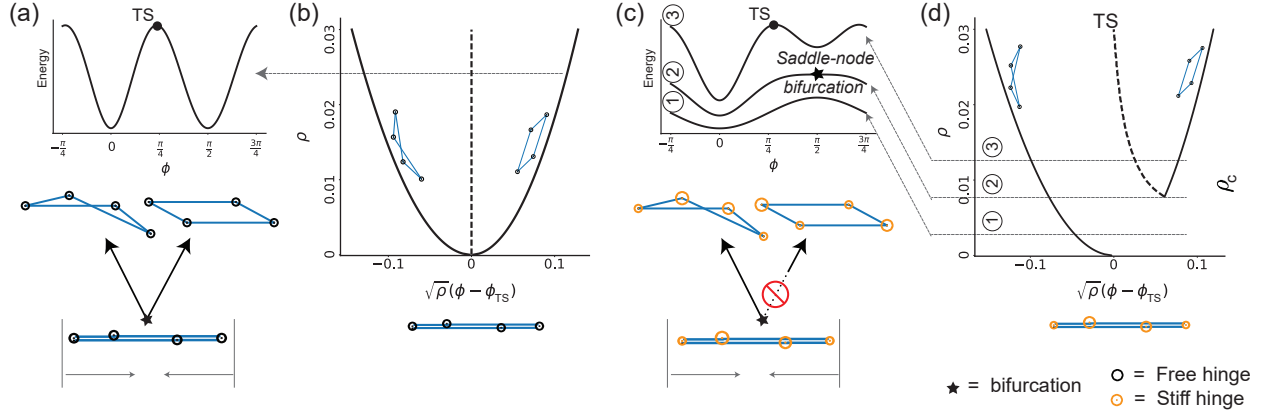 (a)
TS
Energy
−π/4 0 π/4 π/2 3π/4
ϕ
(b)
ρ
0.03
0.02
0.01
0
−0.1 0 0.1
√ρ(ϕ − ϕTS)
(c)
TS
3
2
1
Energy
Saddle-node
bifurcation
−π/4 0 π/4 π/2 3π/4
ϕ
(d)
TS
ρ
0.03
0.02
0.01
0
3
2
1
ρc
−0.1 0 0.1
√ρ(ϕ − ϕTS)
★ = bifurcation
= Free hinge
= Stiff hinge